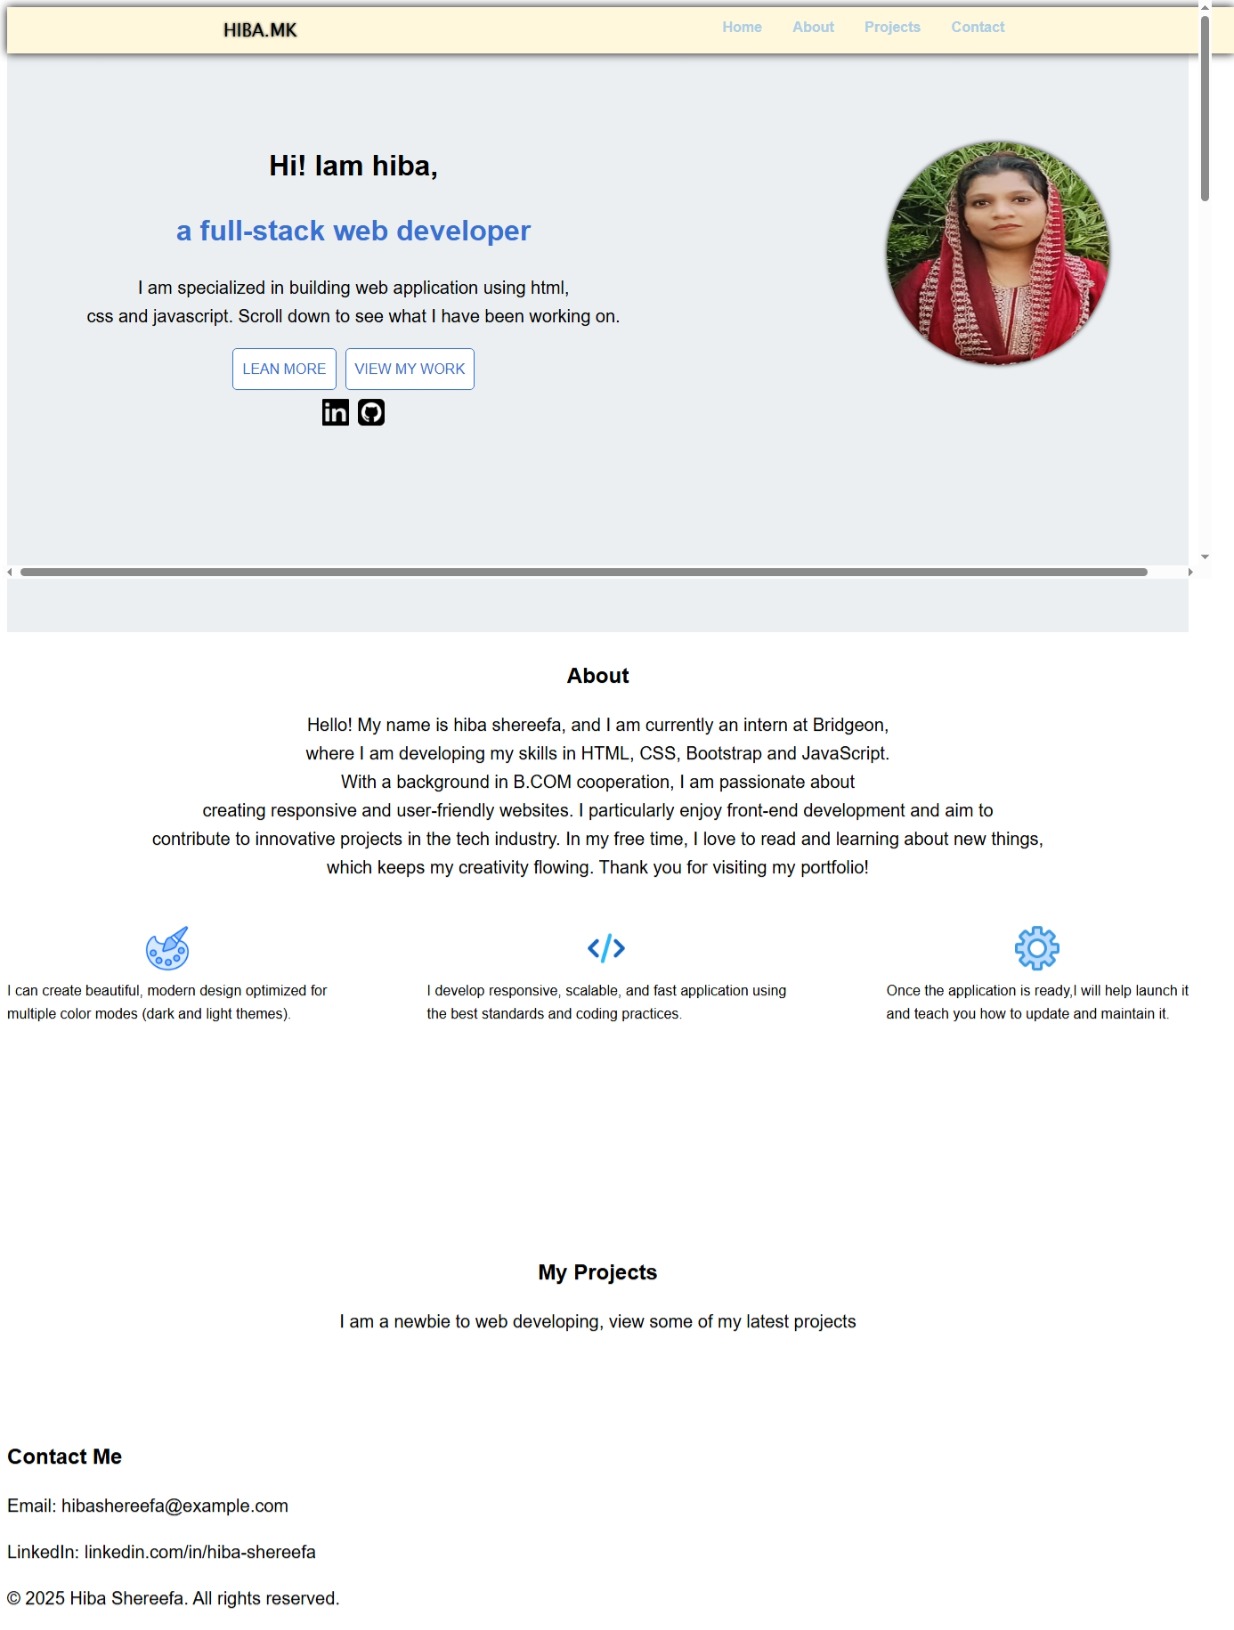 HIBA.MK
Home About Projects Contact
Hi! Iam hiba,
a full-stack web developer
I am specialized in building web application using html,
css and javascript. Scroll down to see what I have been working on.
LEAN MORE VIEW MY WORK
in
About
Hello! My name is hiba shereefa, and I am currently an intern at Bridgeon,
where I am developing my skills in HTML, CSS, Bootstrap and JavaScript.
With a background in B.COM cooperation, I am passionate about
creating responsive and user-friendly websites. I particularly enjoy front-end development and aim to
contribute to innovative projects in the tech industry. In my free time, I love to read and learning about new things,
which keeps my creativity flowing. Thank you for visiting my portfolio!
I can create beautiful, modern design optimized for
multiple color modes (dark and light themes).
I develop responsive, scalable, and fast application using
the best standards and coding practices.
Once the application is ready,I will help launch it
and teach you how to update and maintain it.
My Projects
I am a newbie to web developing, view some of my latest projects
Contact Me
Email: hibashereefa@example.com
LinkedIn: linkedin.com/in/hiba-shereefa
© 2025 Hiba Shereefa. All rights reserved.